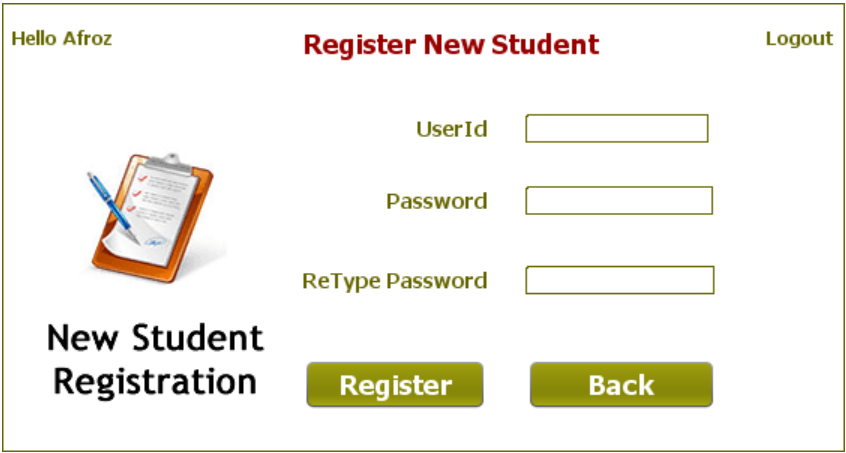 Hello Afroz
Register New Student
Logout
UserId
Password
ReType Password
New Student
Registration
Register
Back